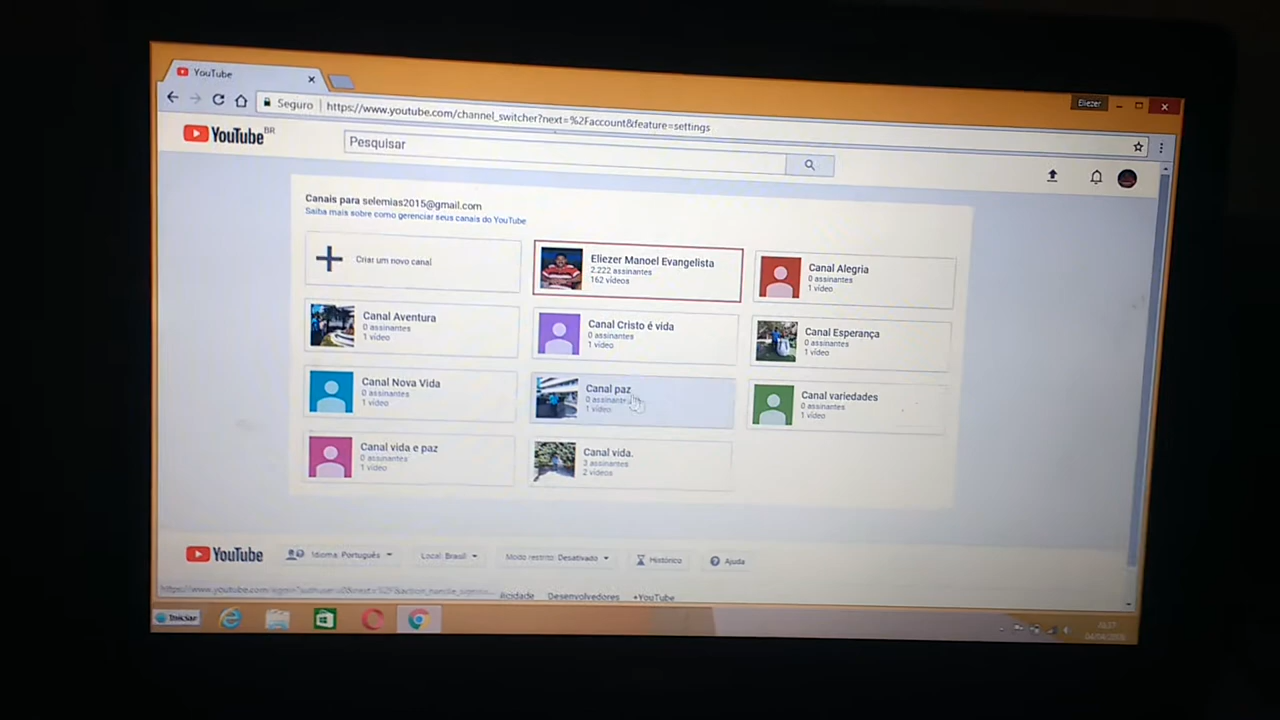 YouTube
Eliezer
Seguro https://www.youtube.com/channel_switcher?next=%2Faccount&feature=settings
YouTube BR
Pesquisar
Canais para selemias2015@gmail.com
Saiba mais sobre como gerenciar seus canais do YouTube
Criar um novo canal
Eliezer Manoel Evangelista
2.222 assinantes
162 vídeos
Canal Alegria
0 assinantes
1 vídeo
Canal Aventura
0 assinantes
1 vídeo
Canal Cristo é vida
0 assinantes
1 vídeo
Canal Esperança
0 assinantes
1 vídeo
Canal Nova Vida
0 assinantes
1 vídeo
Canal paz
0 assinantes
1 vídeo
Canal variedades
0 assinantes
1 vídeo
Canal vida e paz
0 assinantes
1 vídeo
Canal vida.
3 assinantes
2 vídeos
YouTube
Idioma: Português
Local: Brasil
Modo restrito: Desativado
Histórico
Ajuda
Desenvolvedores
+YouTube
Iniciar